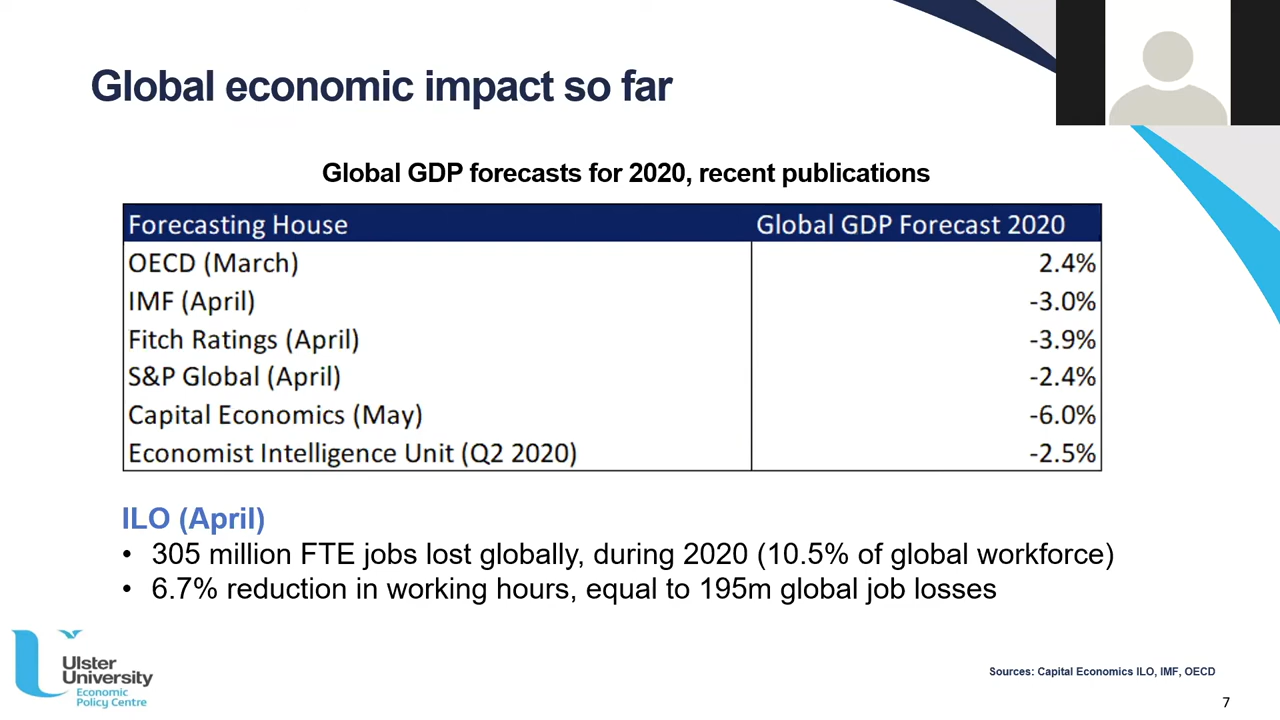 Global economic impact so far
Global GDP forecasts for 2020, recent publications
Forecasting House Global GDP Forecast 2020
OECD (March) 2.4%
IMF (April) -3.0%
Fitch Ratings (April) -3.9%
S&P Global (April) -2.4%
Capital Economics (May) -6.0%
Economist Intelligence Unit (Q2 2020) -2.5%
ILO (April)
• 305 million FTE jobs lost globally, during 2020 (10.5% of global workforce)
• 6.7% reduction in working hours, equal to 195m global job losses
Ulster
University
Economic
Policy Centre
Sources: Capital Economics ILO, IMF, OECD
7